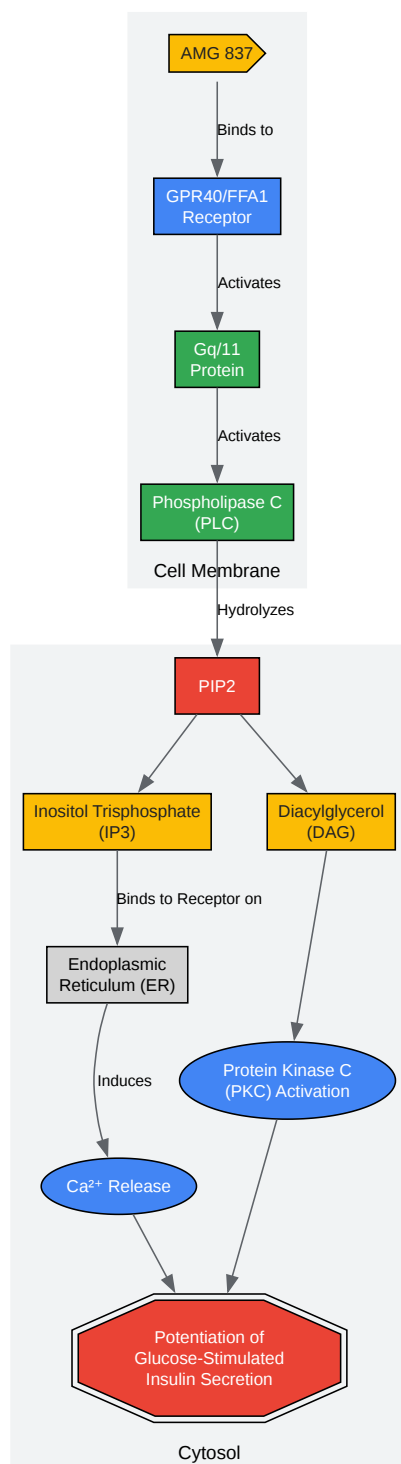 AMG 837
Binds to
GPR40/FFA1
Receptor
Activates
Gq/11
Protein
Activates
Phospholipase C
(PLC)
Cell Membrane
Hydrolyzes
PIP2
Inositol Trisphosphate
(IP3)
Diacylglycerol
(DAG)
Binds to Receptor on
Endoplasmic
Reticulum (ER)
Protein Kinase C
(PKC) Activation
Induces
Ca²⁺ Release
Potentiation of
Glucose-Stimulated
Insulin Secretion
Cytosol